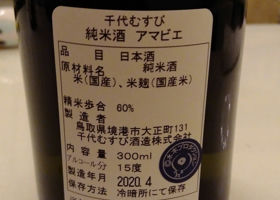 千代むすび
純米酒 アマビエ
品 目 日本酒
原材料名 純米酒
米(国産)、米麹(国産米)
精米歩合 60%
製造者
鳥取県境港市大正町131
千代むすび酒造株式会社
内容量 300ml
アルコール分 15度
製造年月 2020.4
保存方法 冷暗所にて保存